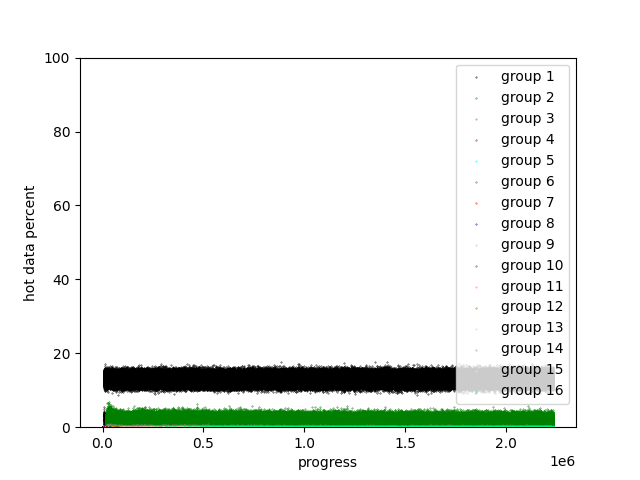 100
80
60
40
20
0
hot data percent
0.0 0.5 1.0 1.5 2.0
1e6
progress
group 1
group 2
group 3
group 4
group 5
group 6
group 7
group 8
group 9
group 10
group 11
group 12
group 13
group 14
group 15
group 16